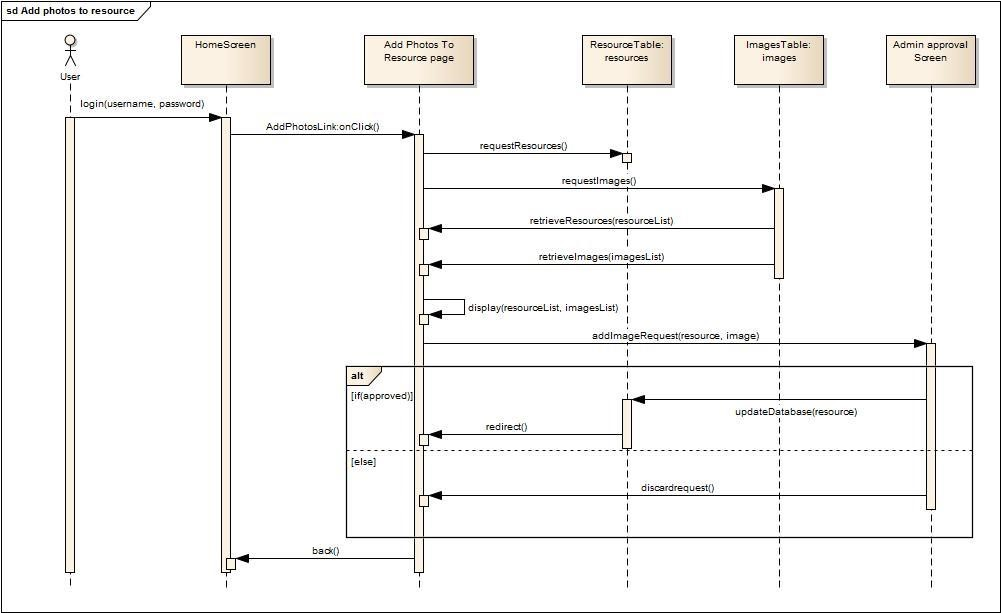 sd Add photos to resource
User
HomeScreen
Add Photos To
Resource page
ResourceTable:
resources
ImagesTable:
images
Admin approval
Screen
login(username, password)
AddPhotosLink:onClick()
requestResources()
requestImages()
retrieveResources(resourceList)
retrieveImages(imagesList)
display(resourceList, imagesList)
addImageRequest(resource, image)
alt
[if(approved)]
updateDatabase(resource)
redirect()
[else]
discardrequest()
back()